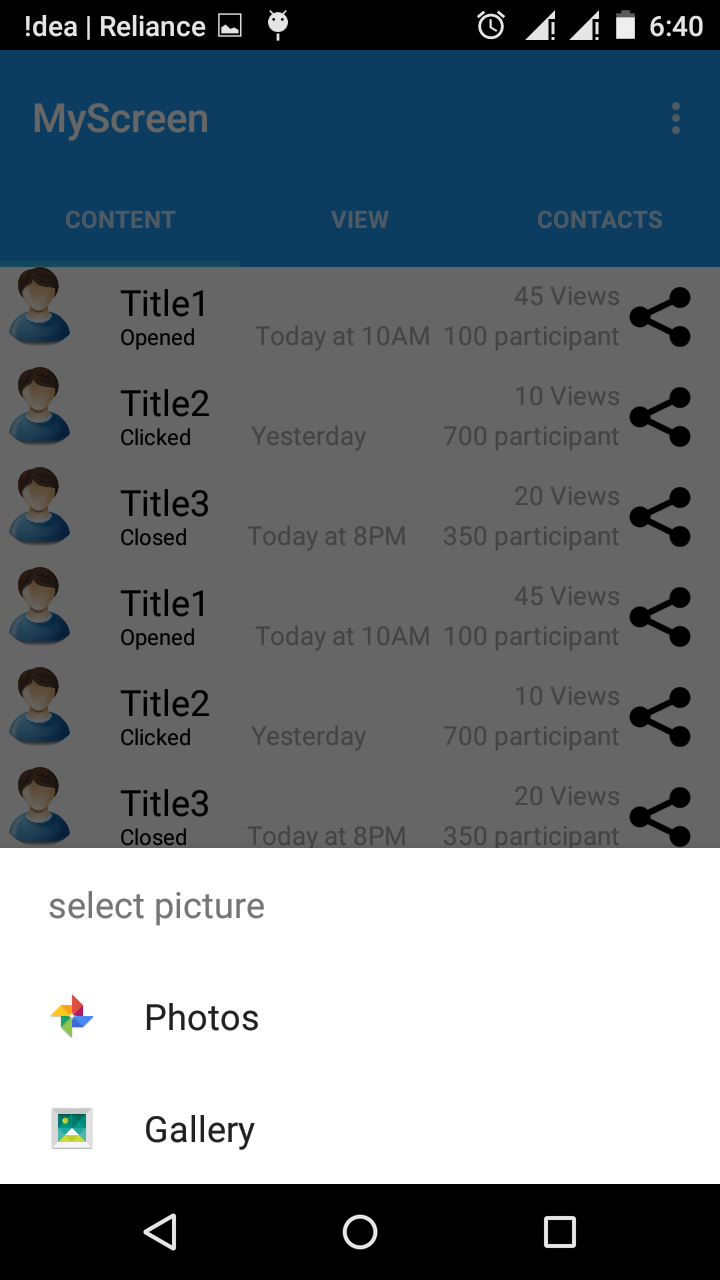 !dea | Reliance 6:40
MyScreen
CONTENT VIEW CONTACTS
Title1 45 Views
Opened Today at 10AM 100 participant
Title2 10 Views
Clicked Yesterday 700 participant
Title3 20 Views
Closed Today at 8PM 350 participant
Title1 45 Views
Opened Today at 10AM 100 participant
Title2 10 Views
Clicked Yesterday 700 participant
Title3 20 Views
Closed Today at 8PM 350 participant
select picture
Photos
Gallery